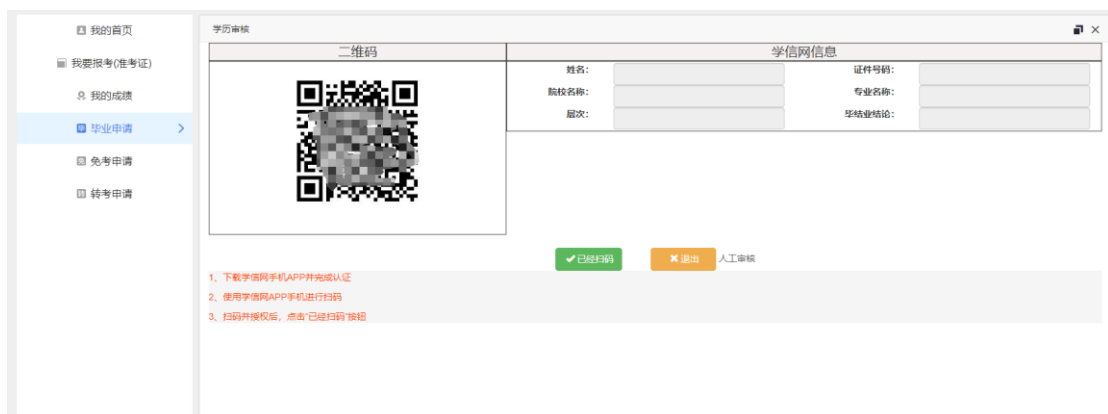 我的首页
我要报考(准考证)
我的成绩
毕业申请
免考申请
转考申请
学历审核
二维码
学信网信息
姓名：
证件号码：
院校名称：
专业名称：
层次：
毕结业结论：
已经扫码
退出
人工审核
1、下载学信网手机APP并完成认证
2、使用学信网APP手机进行扫码
3、扫码并授权后，点击“已经扫码”按钮